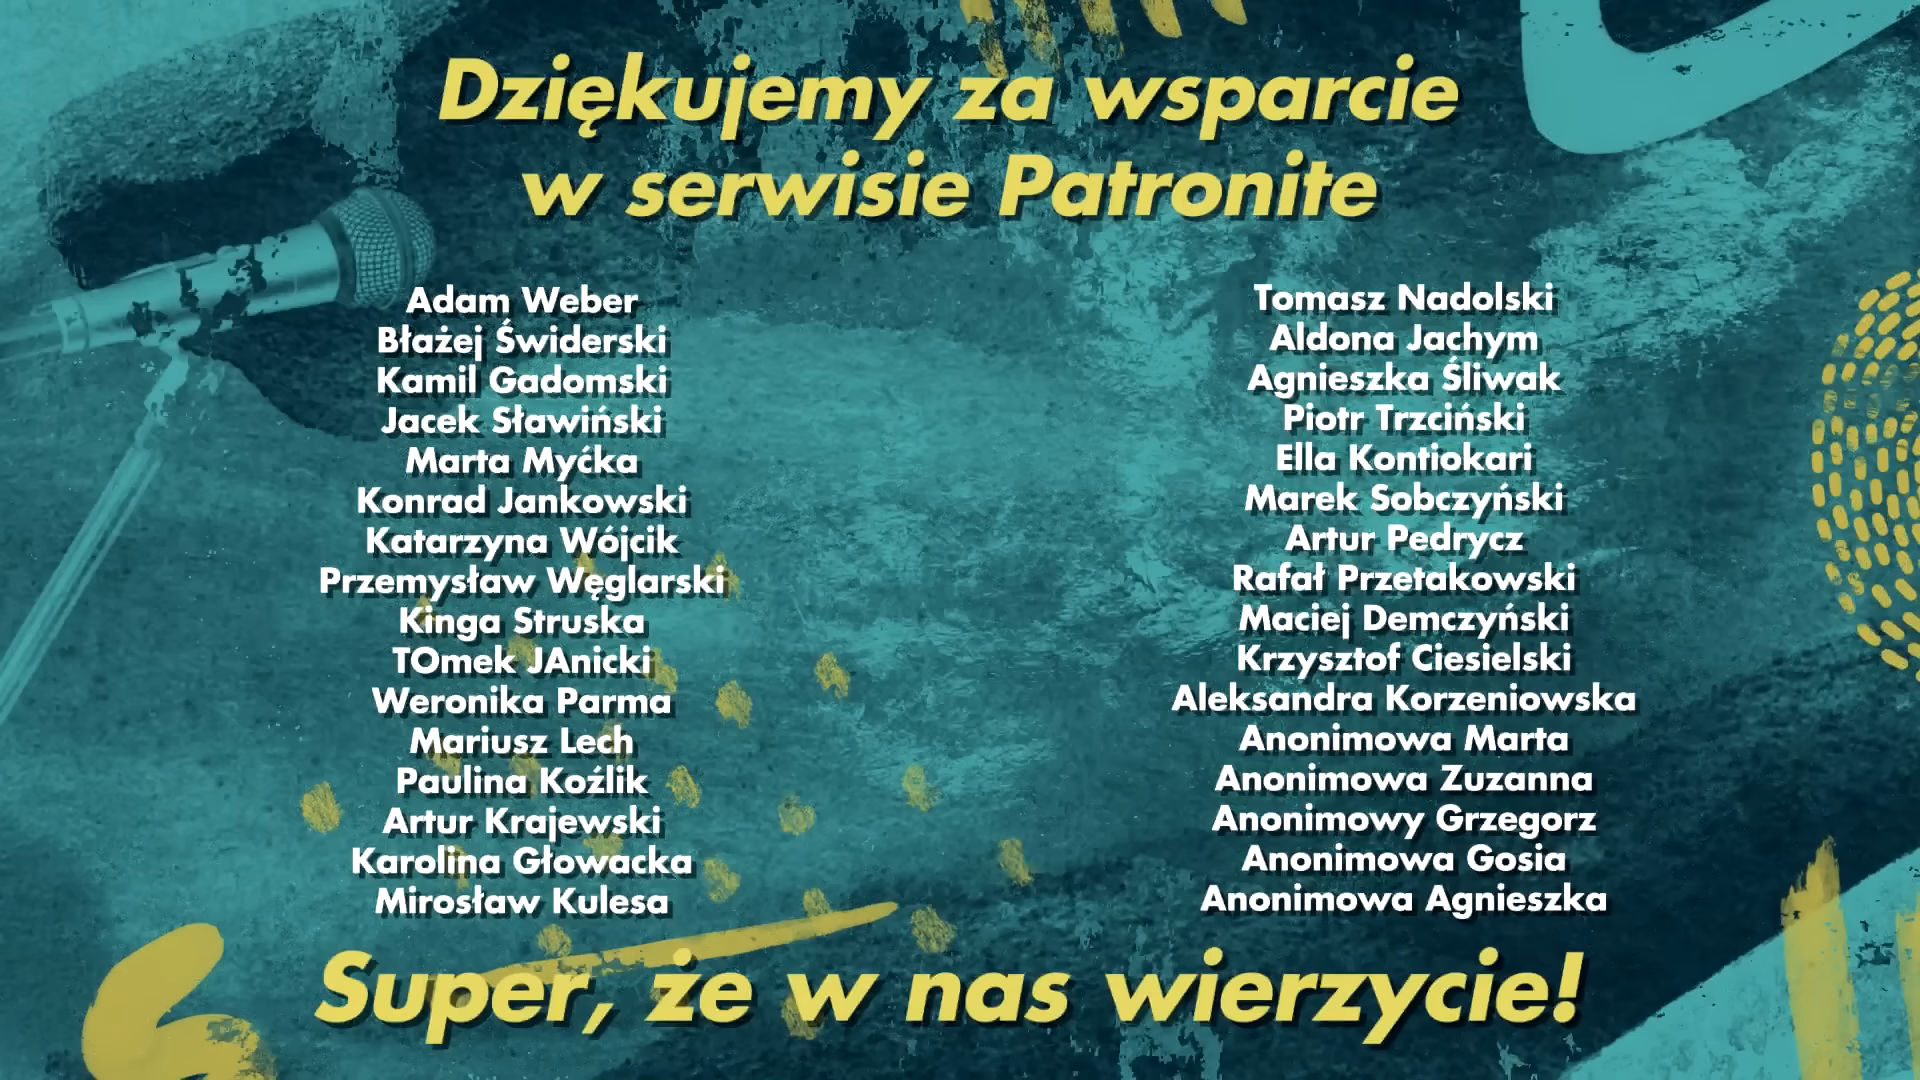 Dziękujemy za wsparcie
w serwisie Patronite
Adam Weber
Błażej Świderski
Kamil Gadomski
Jacek Sławiński
Marta Myćka
Konrad Jankowski
Katarzyna Wójcik
Przemysław Węglarski
Kinga Struska
TOmek JAnicki
Weronika Parma
Mariusz Lech
Paulina Koźlik
Artur Krajewski
Karolina Głowacka
Mirosław Kulesa
Tomasz Nadolski
Aldona Jachym
Agnieszka Śliwak
Piotr Trzciński
Ella Kontiokari
Marek Sobczyński
Artur Pedrycz
Rafał Przetakowski
Maciej Demczyński
Krzysztof Ciesielski
Aleksandra Korzeniowska
Anonimowa Marta
Anonimowa Zuzanna
Anonimowy Grzegorz
Anonimowa Gosia
Anonimowa Agnieszka
Super, że w nas wierzycie!